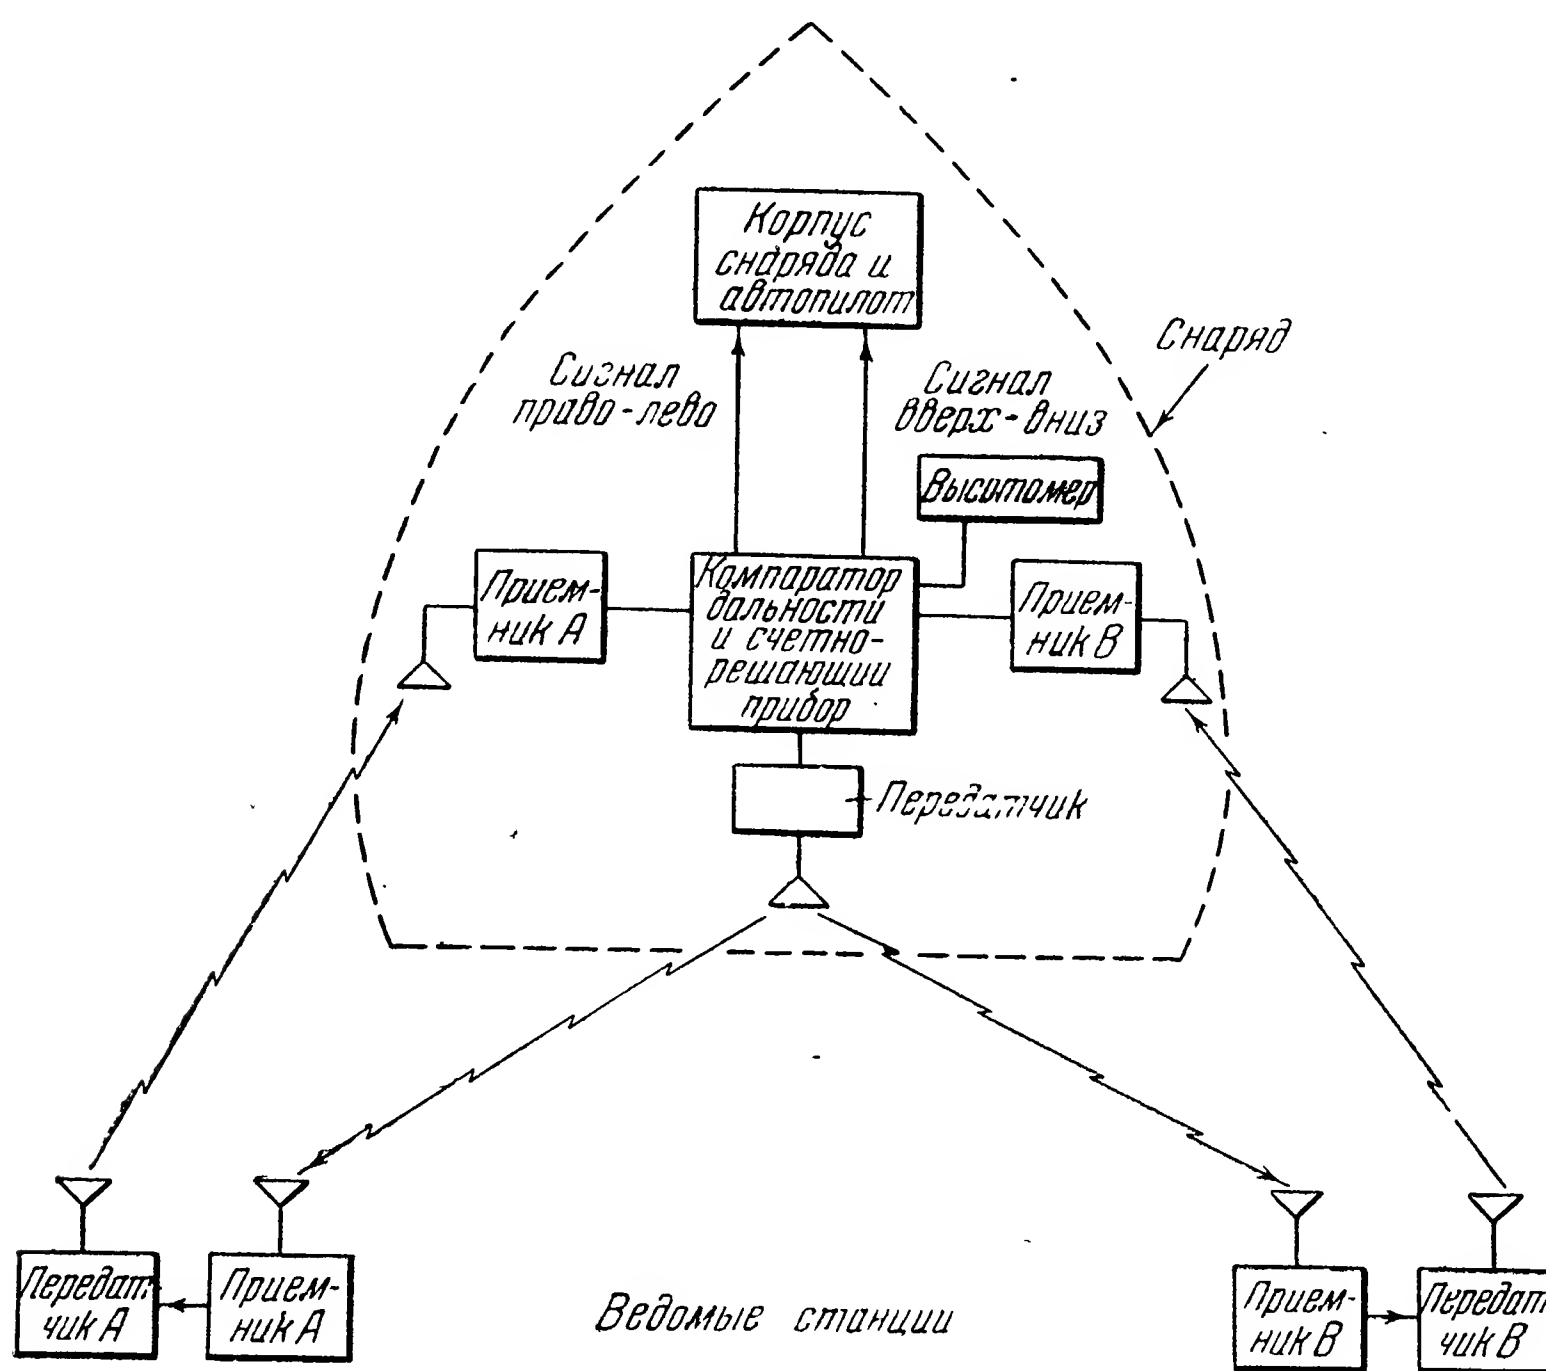 Корпус
снаряда и
автопилот
Снаряд
Сигнал
право-лево
Сигнал
вверх-вниз
Высотомер
Прием-
ник А
Компаратор
дальности
и счетно-
решающий
прибор
Прием-
ник В
Передатчик
Передат
чик А
Прием-
ник А
Ведомые станции
Прием-
ник В
Передат
чик В